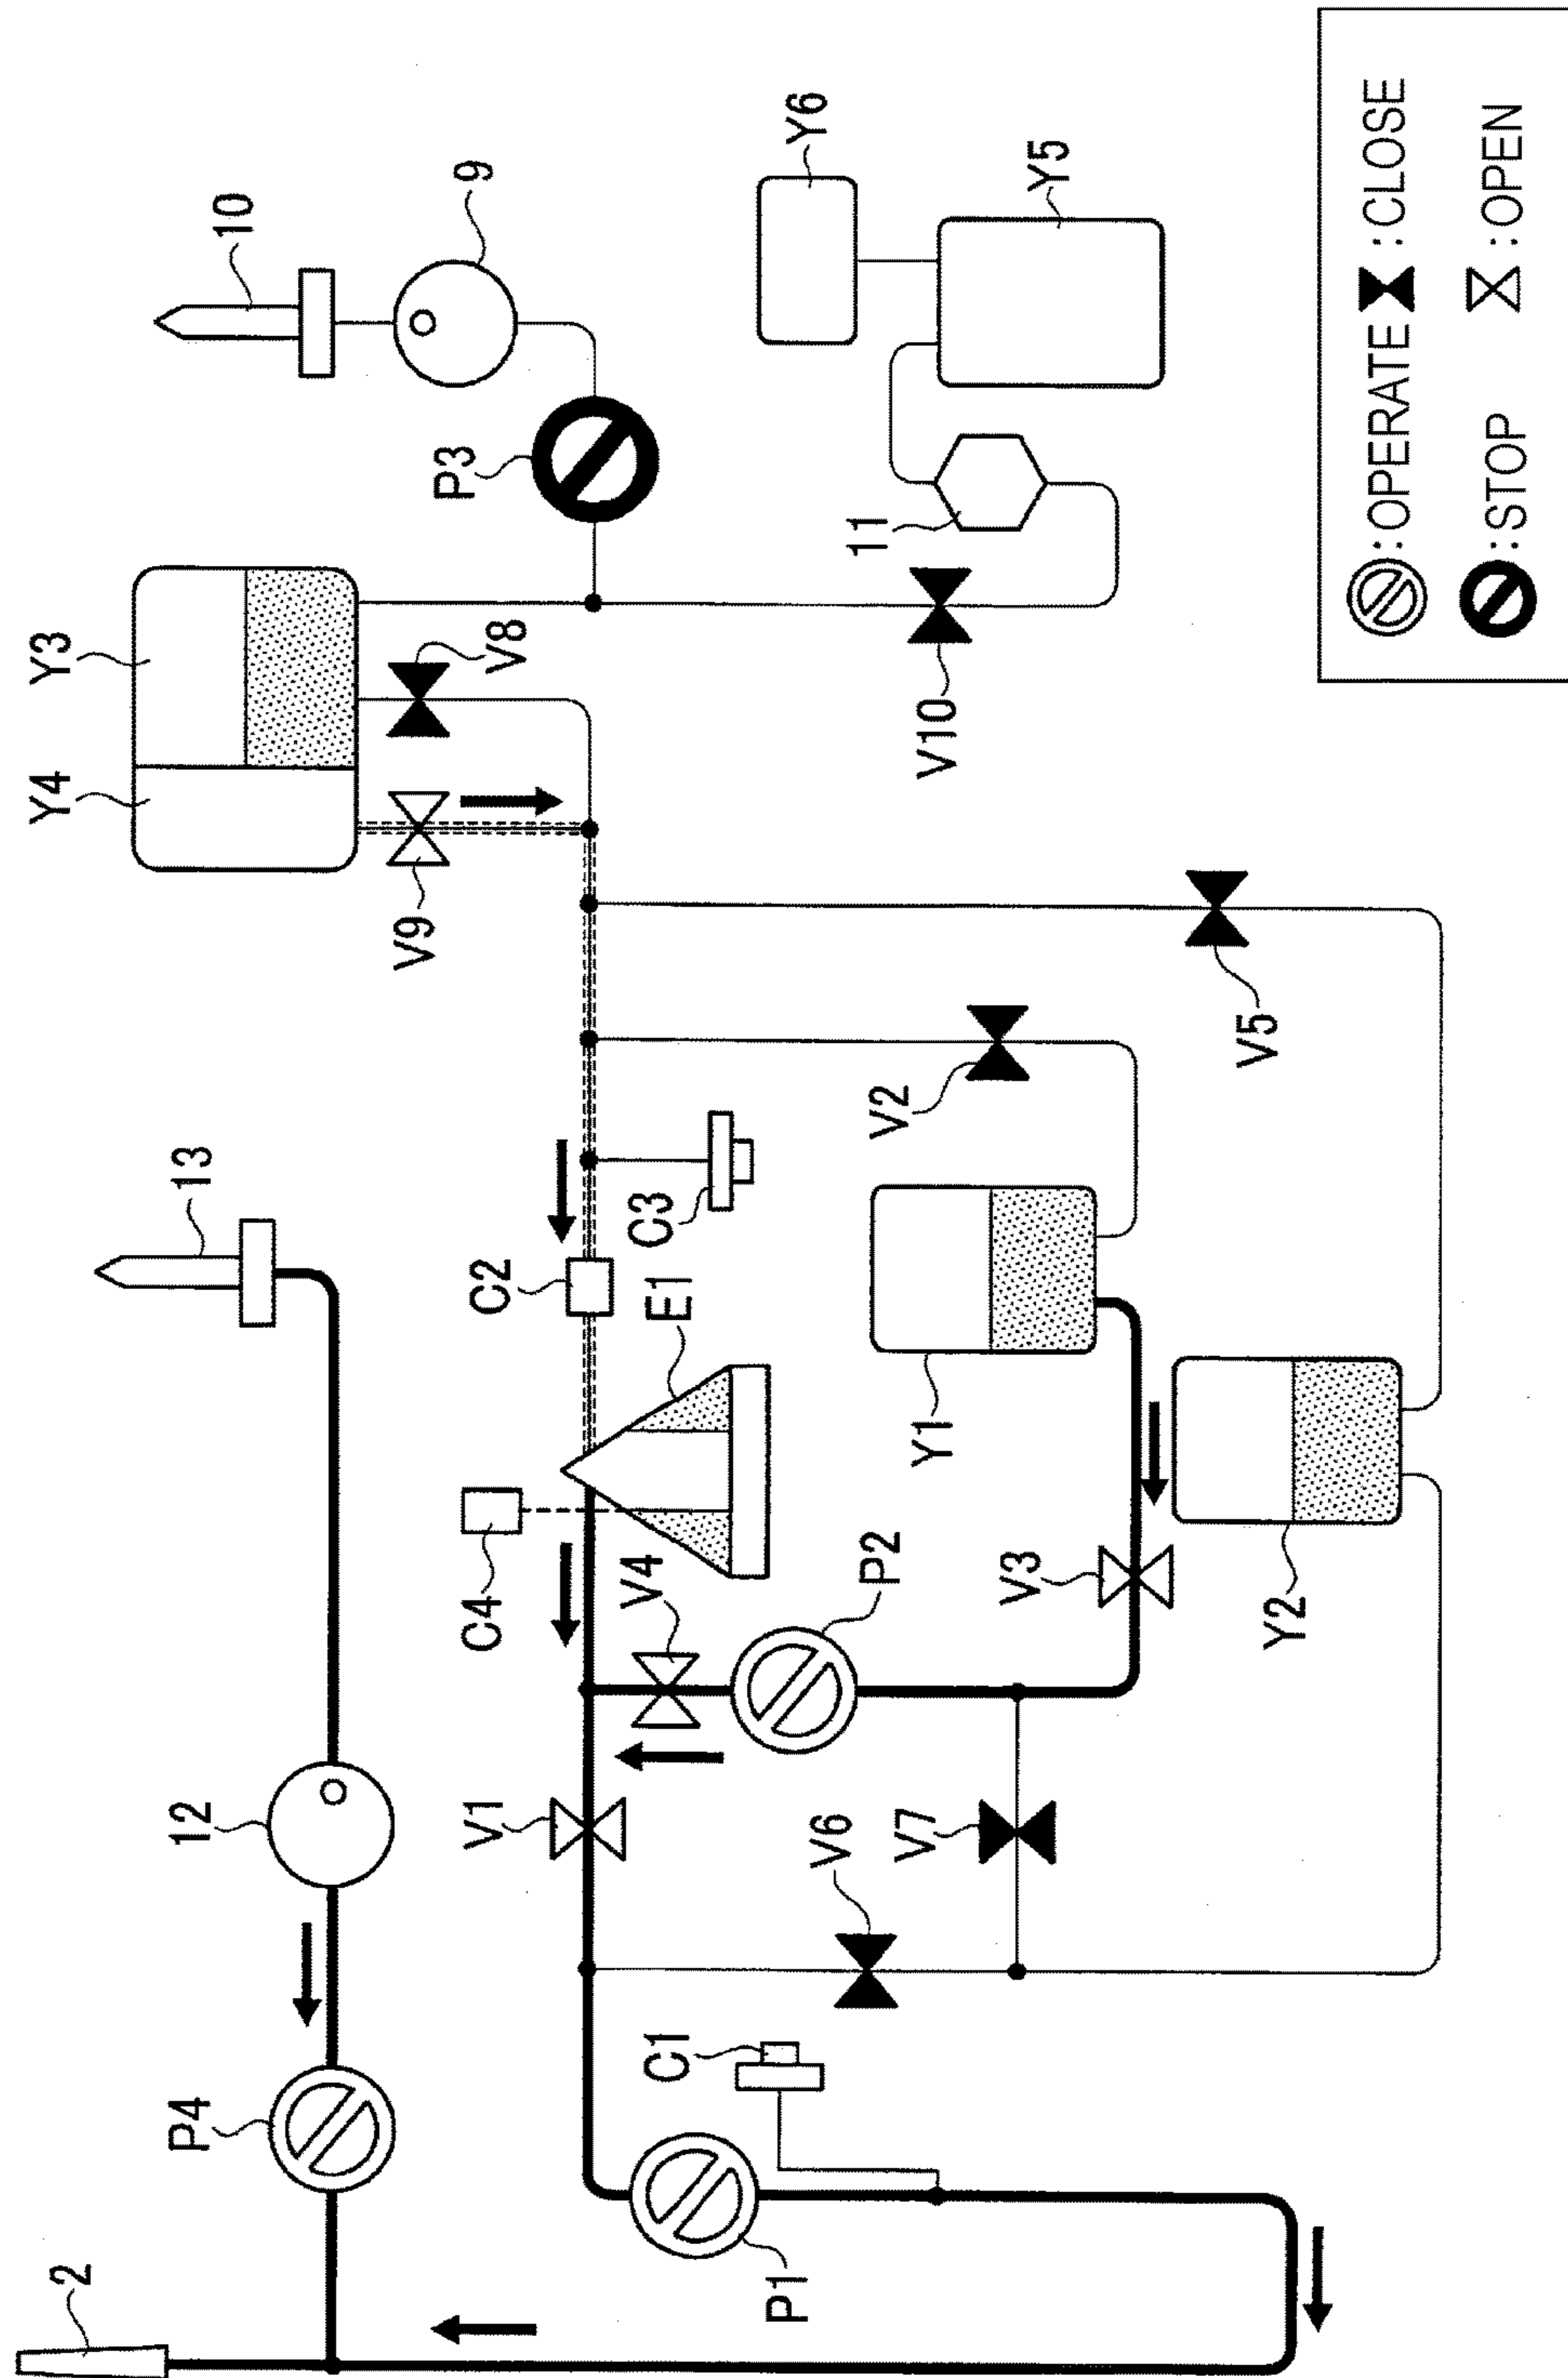 2
P4
12
13
10
9
P3
Y4
Y3
V9
V8
V10
11
Y6
Y5
C4
C2
C3
E1
V4
V1
P2
V2
Y1
V3
V5
Y2
V6
V7
C1
P1
:OPERATE
:CLOSE
:STOP
:OPEN